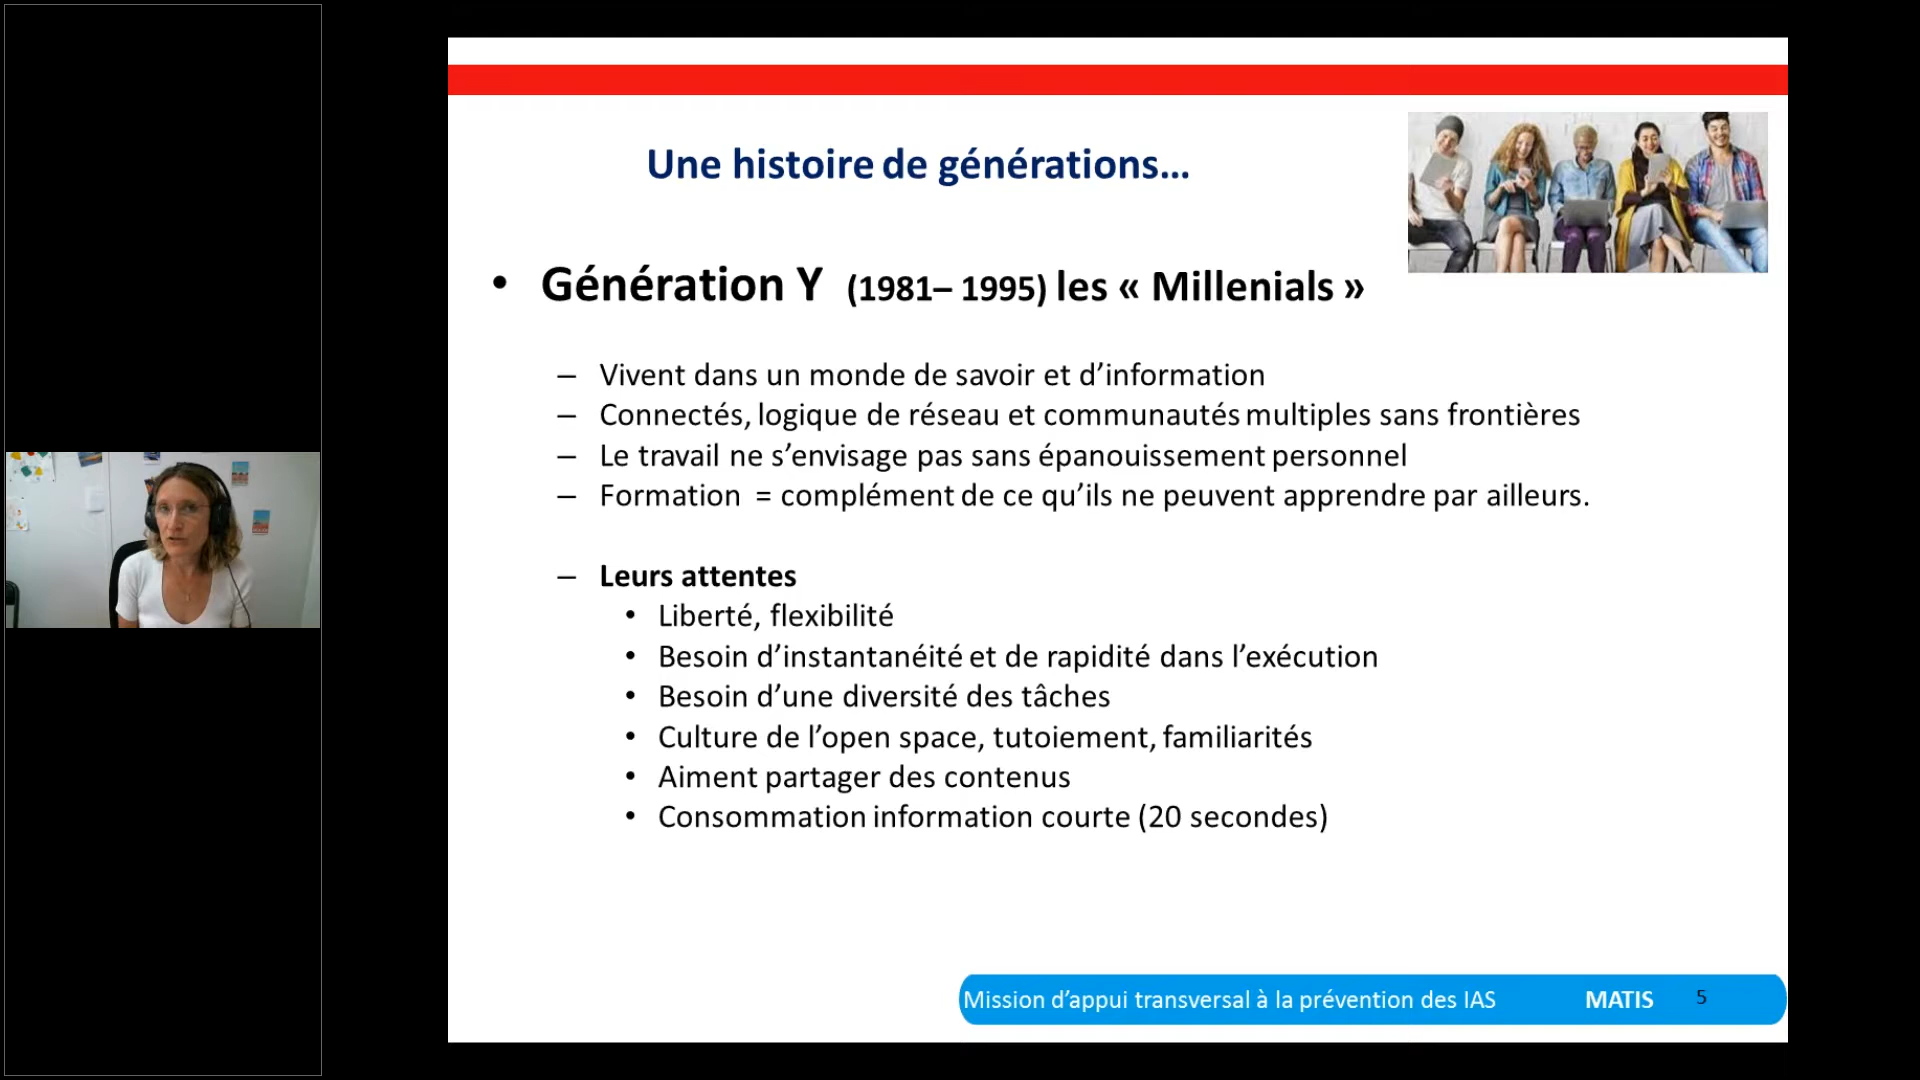 Une histoire de générations...
• Génération Y (1981– 1995) les « Millenials »
– Vivent dans un monde de savoir et d’information
– Connectés, logique de réseau et communautés multiples sans frontières
– Le travail ne s’envisage pas sans épanouissement personnel
– Formation = complément de ce qu’ils ne peuvent apprendre par ailleurs.
– Leurs attentes
• Liberté, flexibilité
• Besoin d’instantanéité et de rapidité dans l’exécution
• Besoin d’une diversité des tâches
• Culture de l’open space, tutoiement, familiarités
• Aiment partager des contenus
• Consommation information courte (20 secondes)
Mission d’appui transversal à la prévention des IAS MATIS 5